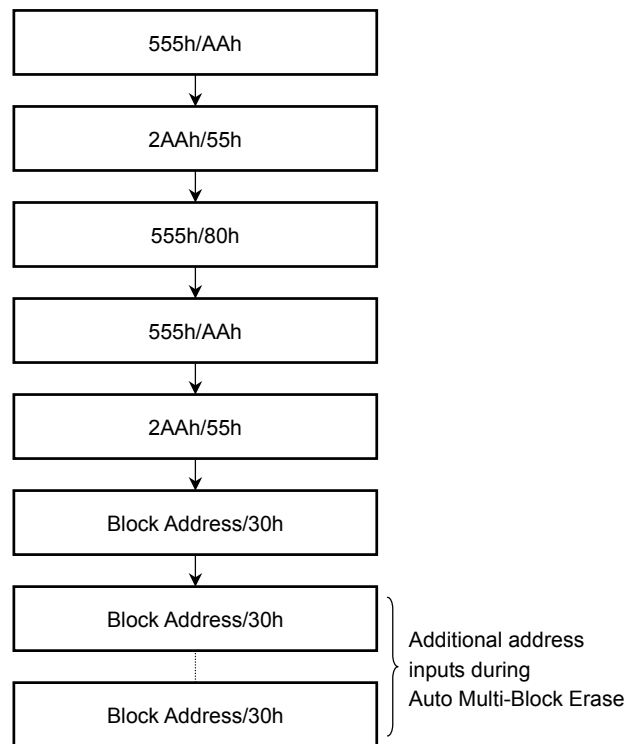 555h/AAh
2AAh/55h
555h/80h
555h/AAh
2AAh/55h
Block Address/30h
Block Address/30h
Additional address
inputs during
Auto Multi-Block Erase
Block Address/30h